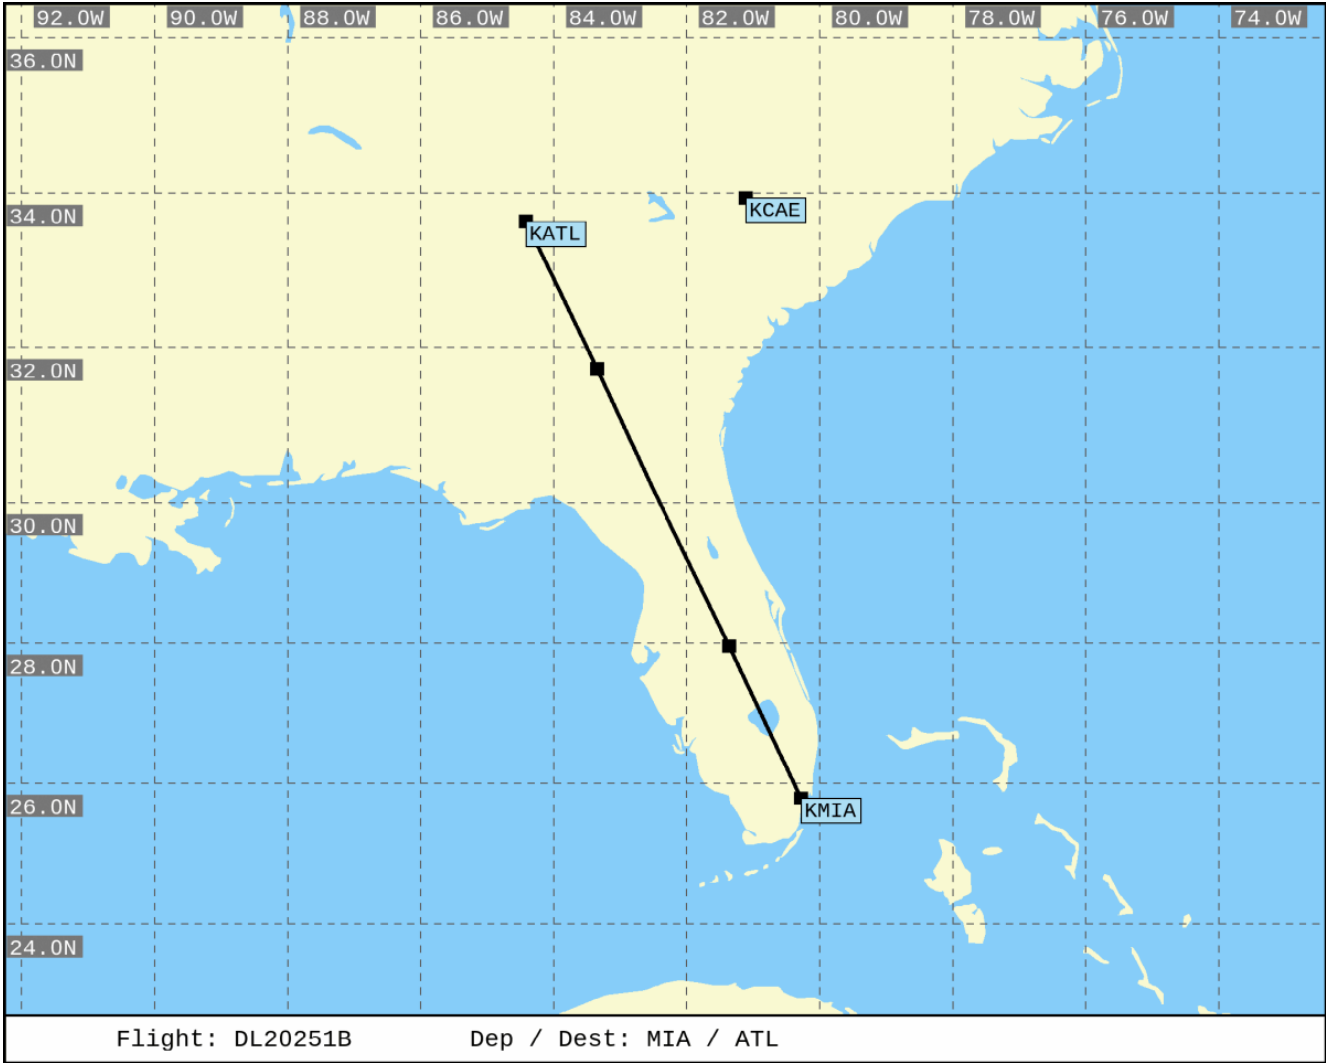 92.0W 90.0W 88.0W 86.0W 84.0W 82.0W 80.0W 78.0W 76.0W 74.0W
36.0N
34.0N
KCAE
KATL
32.0N
30.0N
28.0N
26.0N
KMIA
24.0N
Flight: DL20251B Dep / Dest: MIA / ATL